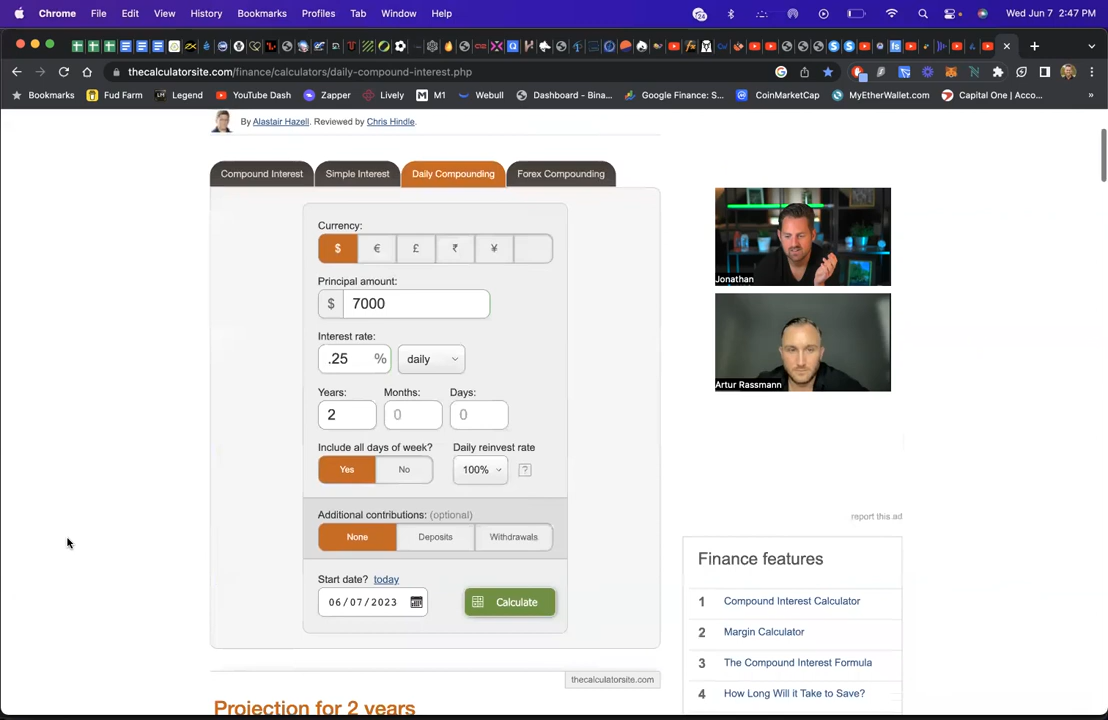 Chrome File Edit View History Bookmarks Profiles Tab Window Help Wed Jun 7 2:47 PM
thecalculatorsite.com/finance/calculators/daily-compound-interest.php
Bookmarks Fud Farm Legend YouTube Dash Zapper Lively M1 Webull Dashboard - Bina... Google Finance: S... CoinMarketCap MyEtherWallet.com Capital One | Acco... »
By Alastair Hazell. Reviewed by Chris Hindle.
Compound Interest Simple Interest Daily Compounding Forex Compounding
Currency:
$ € £ ₹ ¥
Principal amount:
$ 7000
Interest rate:
.25 % daily
Years: Months: Days:
2 0 0
Include all days of week? Daily reinvest rate
Yes No 100% ?
Additional contributions: (optional)
None Deposits Withdrawals
Start date? today
06/07/2023 Calculate
thecalculatorsite.com
Projection for 2 years
Jonathan
Artur Rassmann
report this ad
Finance features
1 Compound Interest Calculator
2 Margin Calculator
3 The Compound Interest Formula
4 How Long Will it Take to Save?